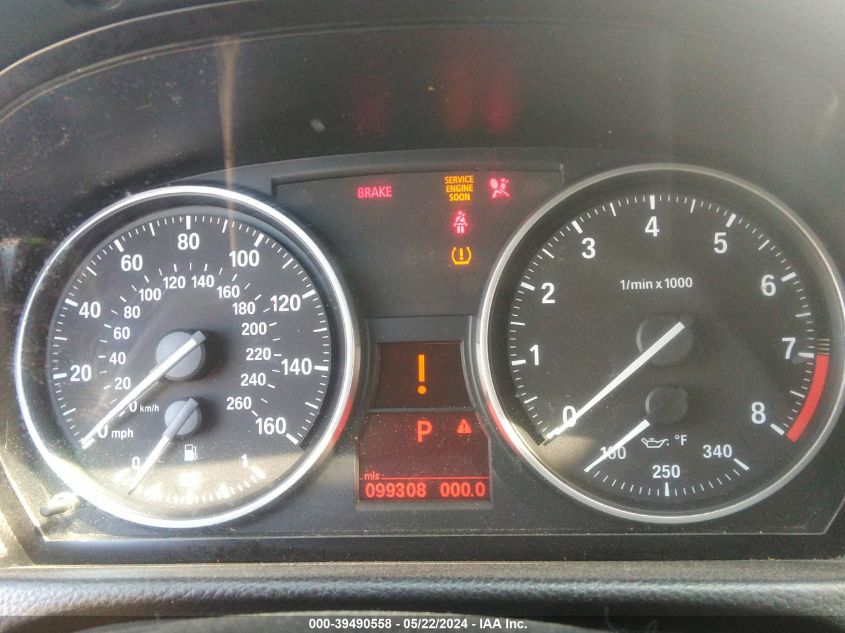 BRAKE
SERVICE
ENGINE
SOON
0 mph 20 40 60 80 100 120 140 160
0 km/h 20 40 60 80 100 120 140 160 180 200 220 240 260
0 1
!
P
mls
099308 000.0
0 1 2 3 4 5 6 7 8
1/min x 1000
°F
250 340
000-39490558 - 05/22/2024 - IAA Inc.